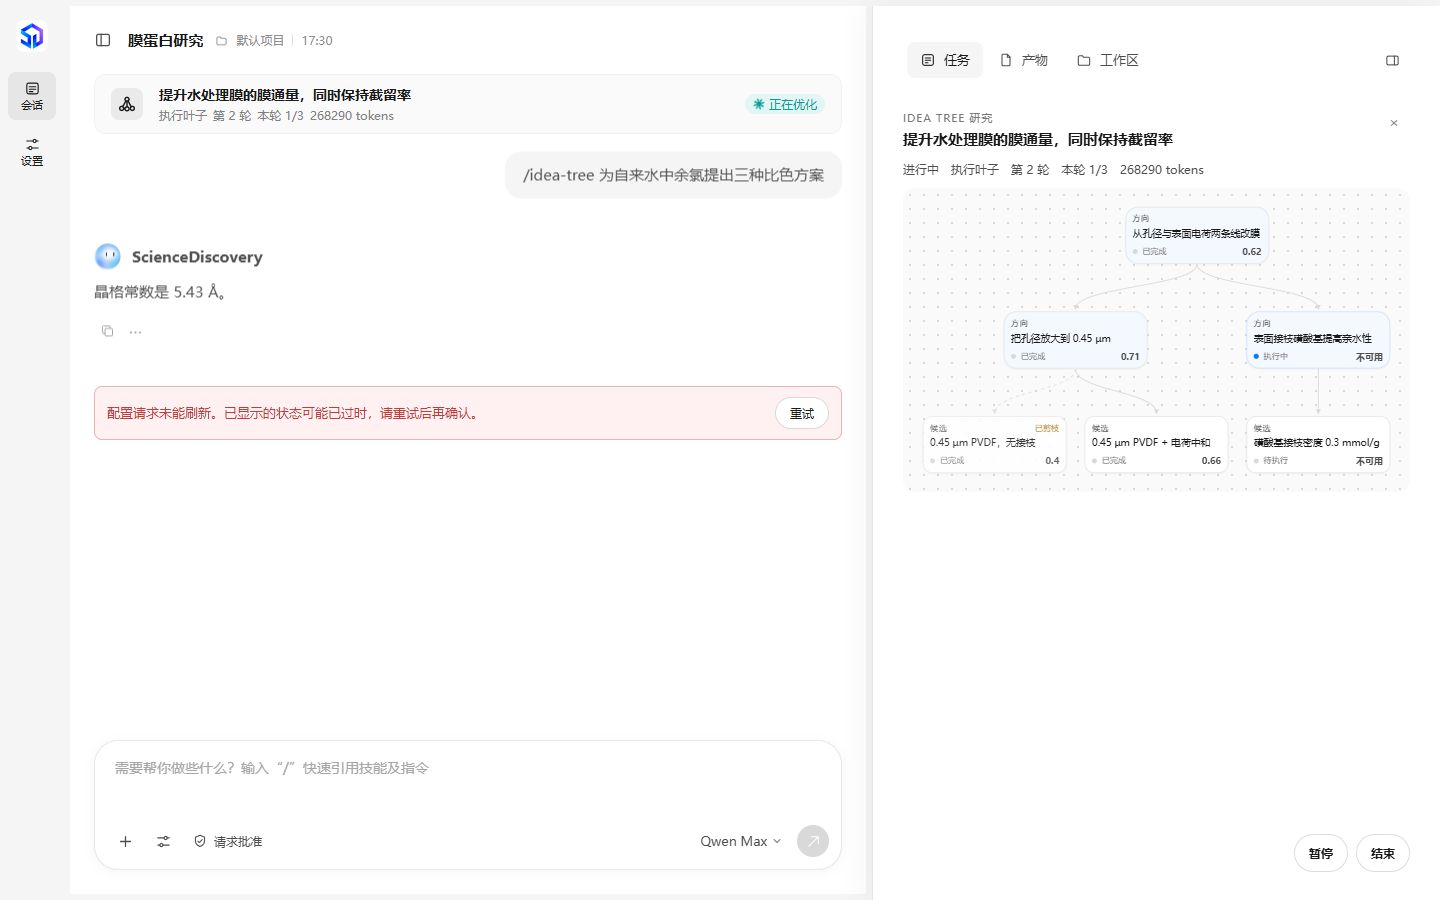 会话
设置
膜蛋白研究
默认项目
17:30
提升水处理膜的膜通量，同时保持截留率
执行叶子 第 2 轮 本轮 1/3 268290 tokens
正在优化
/idea-tree 为自来水中余氯提出三种比色方案
ScienceDiscovery
晶格常数是 5.43 Å。
配置请求未能刷新。已显示的状态可能已过时，请重试后再确认。
重试
需要帮你做些什么？输入 “/” 快速引用技能及指令
请求批准
Qwen Max
任务
产物
工作区
IDEA TREE 研究
提升水处理膜的膜通量，同时保持截留率
进行中 执行叶子 第 2 轮 本轮 1/3 268290 tokens
方向
从孔径与表面电荷两条线改膜
已完成 0.62
方向
把孔径放大到 0.45 μm
已完成 0.71
方向
表面接枝磺酸基提高亲水性
执行中 不可用
候选 已剪枝
0.45 μm PVDF，无接枝
已完成 0.4
候选
0.45 μm PVDF + 电荷中和
已完成 0.66
候选
磺酸基接枝密度 0.3 mmol/g
待执行 不可用
暂停
结束